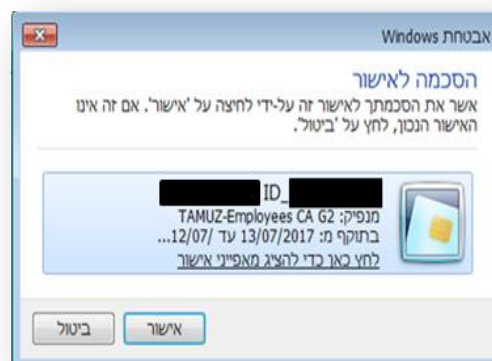 אבטחת Windows
הסכמה לאישור
אשר את הסכמתך לאישור זה על-ידי לחיצה על 'אישור'. אם זה אינו
האישור הנכון, לחץ על 'ביטול'.
ID_
מנפיק: TAMUZ-Employees CA G2
בתוקף מ: 13/07/2017 עד 12/07/...
לחץ כאן כדי להציג מאפייני אישור
אישור
ביטול